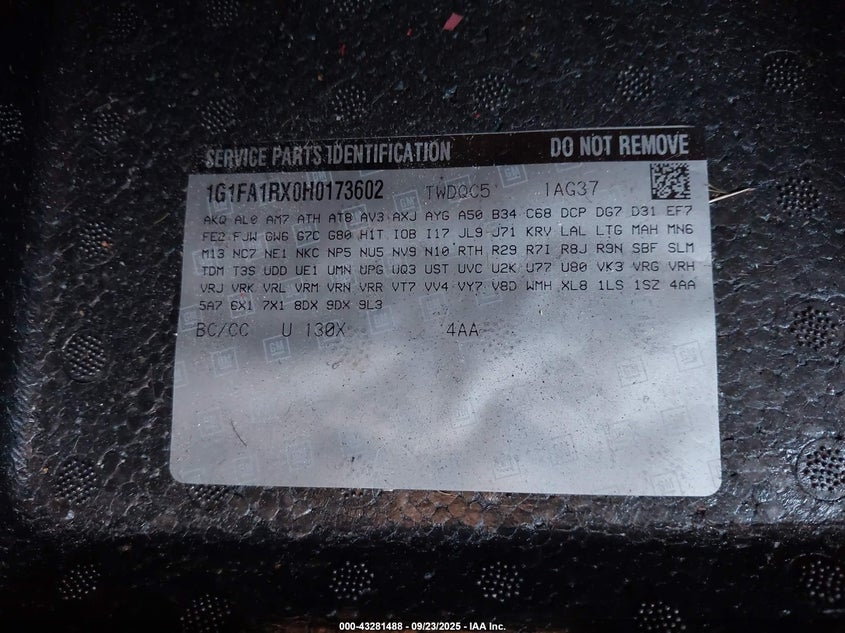 SERVICE PARTS IDENTIFICATION DO NOT REMOVE
1G1FA1RX0H0173602 TWDQC5 1AG37
AKQ AL0 AM7 ATH AT8 AV3 AXJ AYG A50 B34 C68 DCP DG7 D31 EF7
FE2 FJW GW6 G7C G80 H1T IOB I17 JL9 J71 KRV LAL LTG MAH MN6
M13 NC7 NE1 NKC NP5 NU5 NV9 N10 RTH R29 R7I R8J R9N SBF SLM
TDM T3S UDD UE1 UMN UPG UQ3 UST UVC U2K U77 U80 VK3 VRG VRH
VRJ VRK VRL VRM VRN VRR VT7 VV4 VY7 V8D WMH XL8 1LS 1SZ 4AA
5A7 6X1 7X1 8DX 9DX 9L3
BC/CC U 130X 4AA
000-43281488 - 09/23/2025 - IAA Inc.